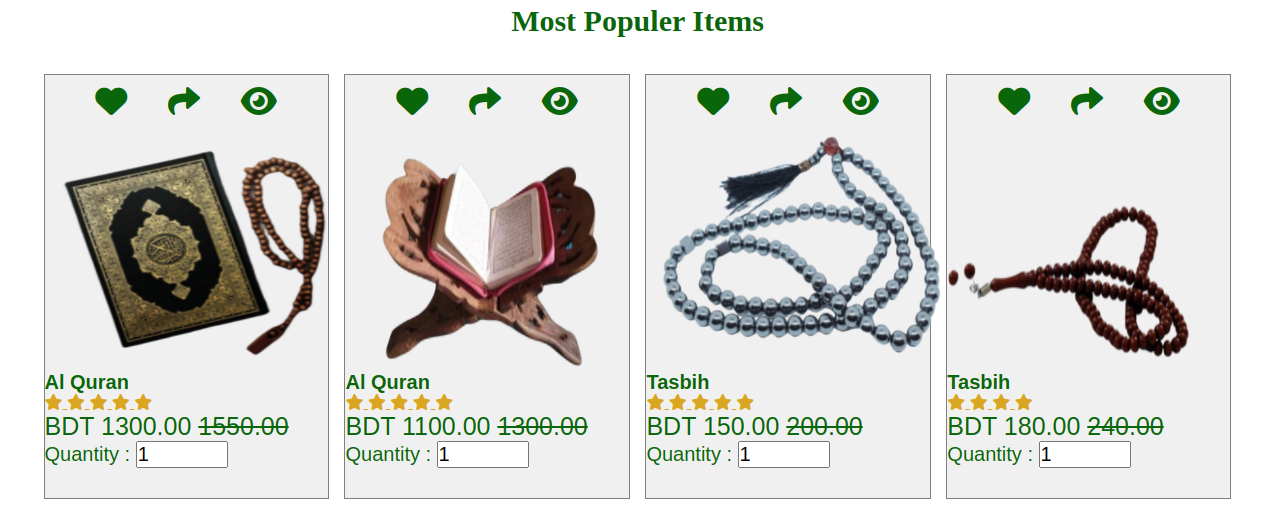 Most Populer Items
Al Quran
BDT 1300.00 1550.00
Quantity : 1
Al Quran
BDT 1100.00 1300.00
Quantity : 1
Tasbih
BDT 150.00 200.00
Quantity : 1
Tasbih
BDT 180.00 240.00
Quantity : 1